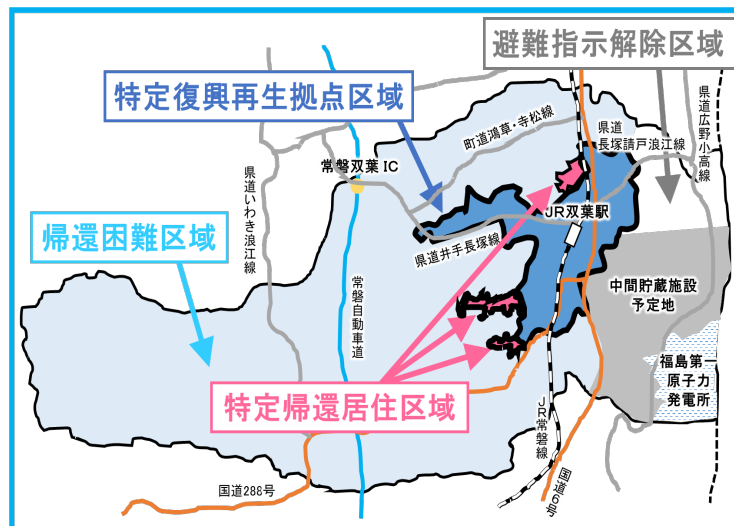 避難指示解除区域
特定復興再生拠点区域
町道鴻草・寺松線
県道
長塚請戸浪江線
県道広野小高線
常磐双葉 IC
県道いわき浪江線
JR双葉駅
帰還困難区域
県道井手長塚線
常磐自動車道
中間貯蔵施設
予定地
福島第一
原子力
発電所
特定帰還居住区域
JR常磐線
国道6号
国道288号